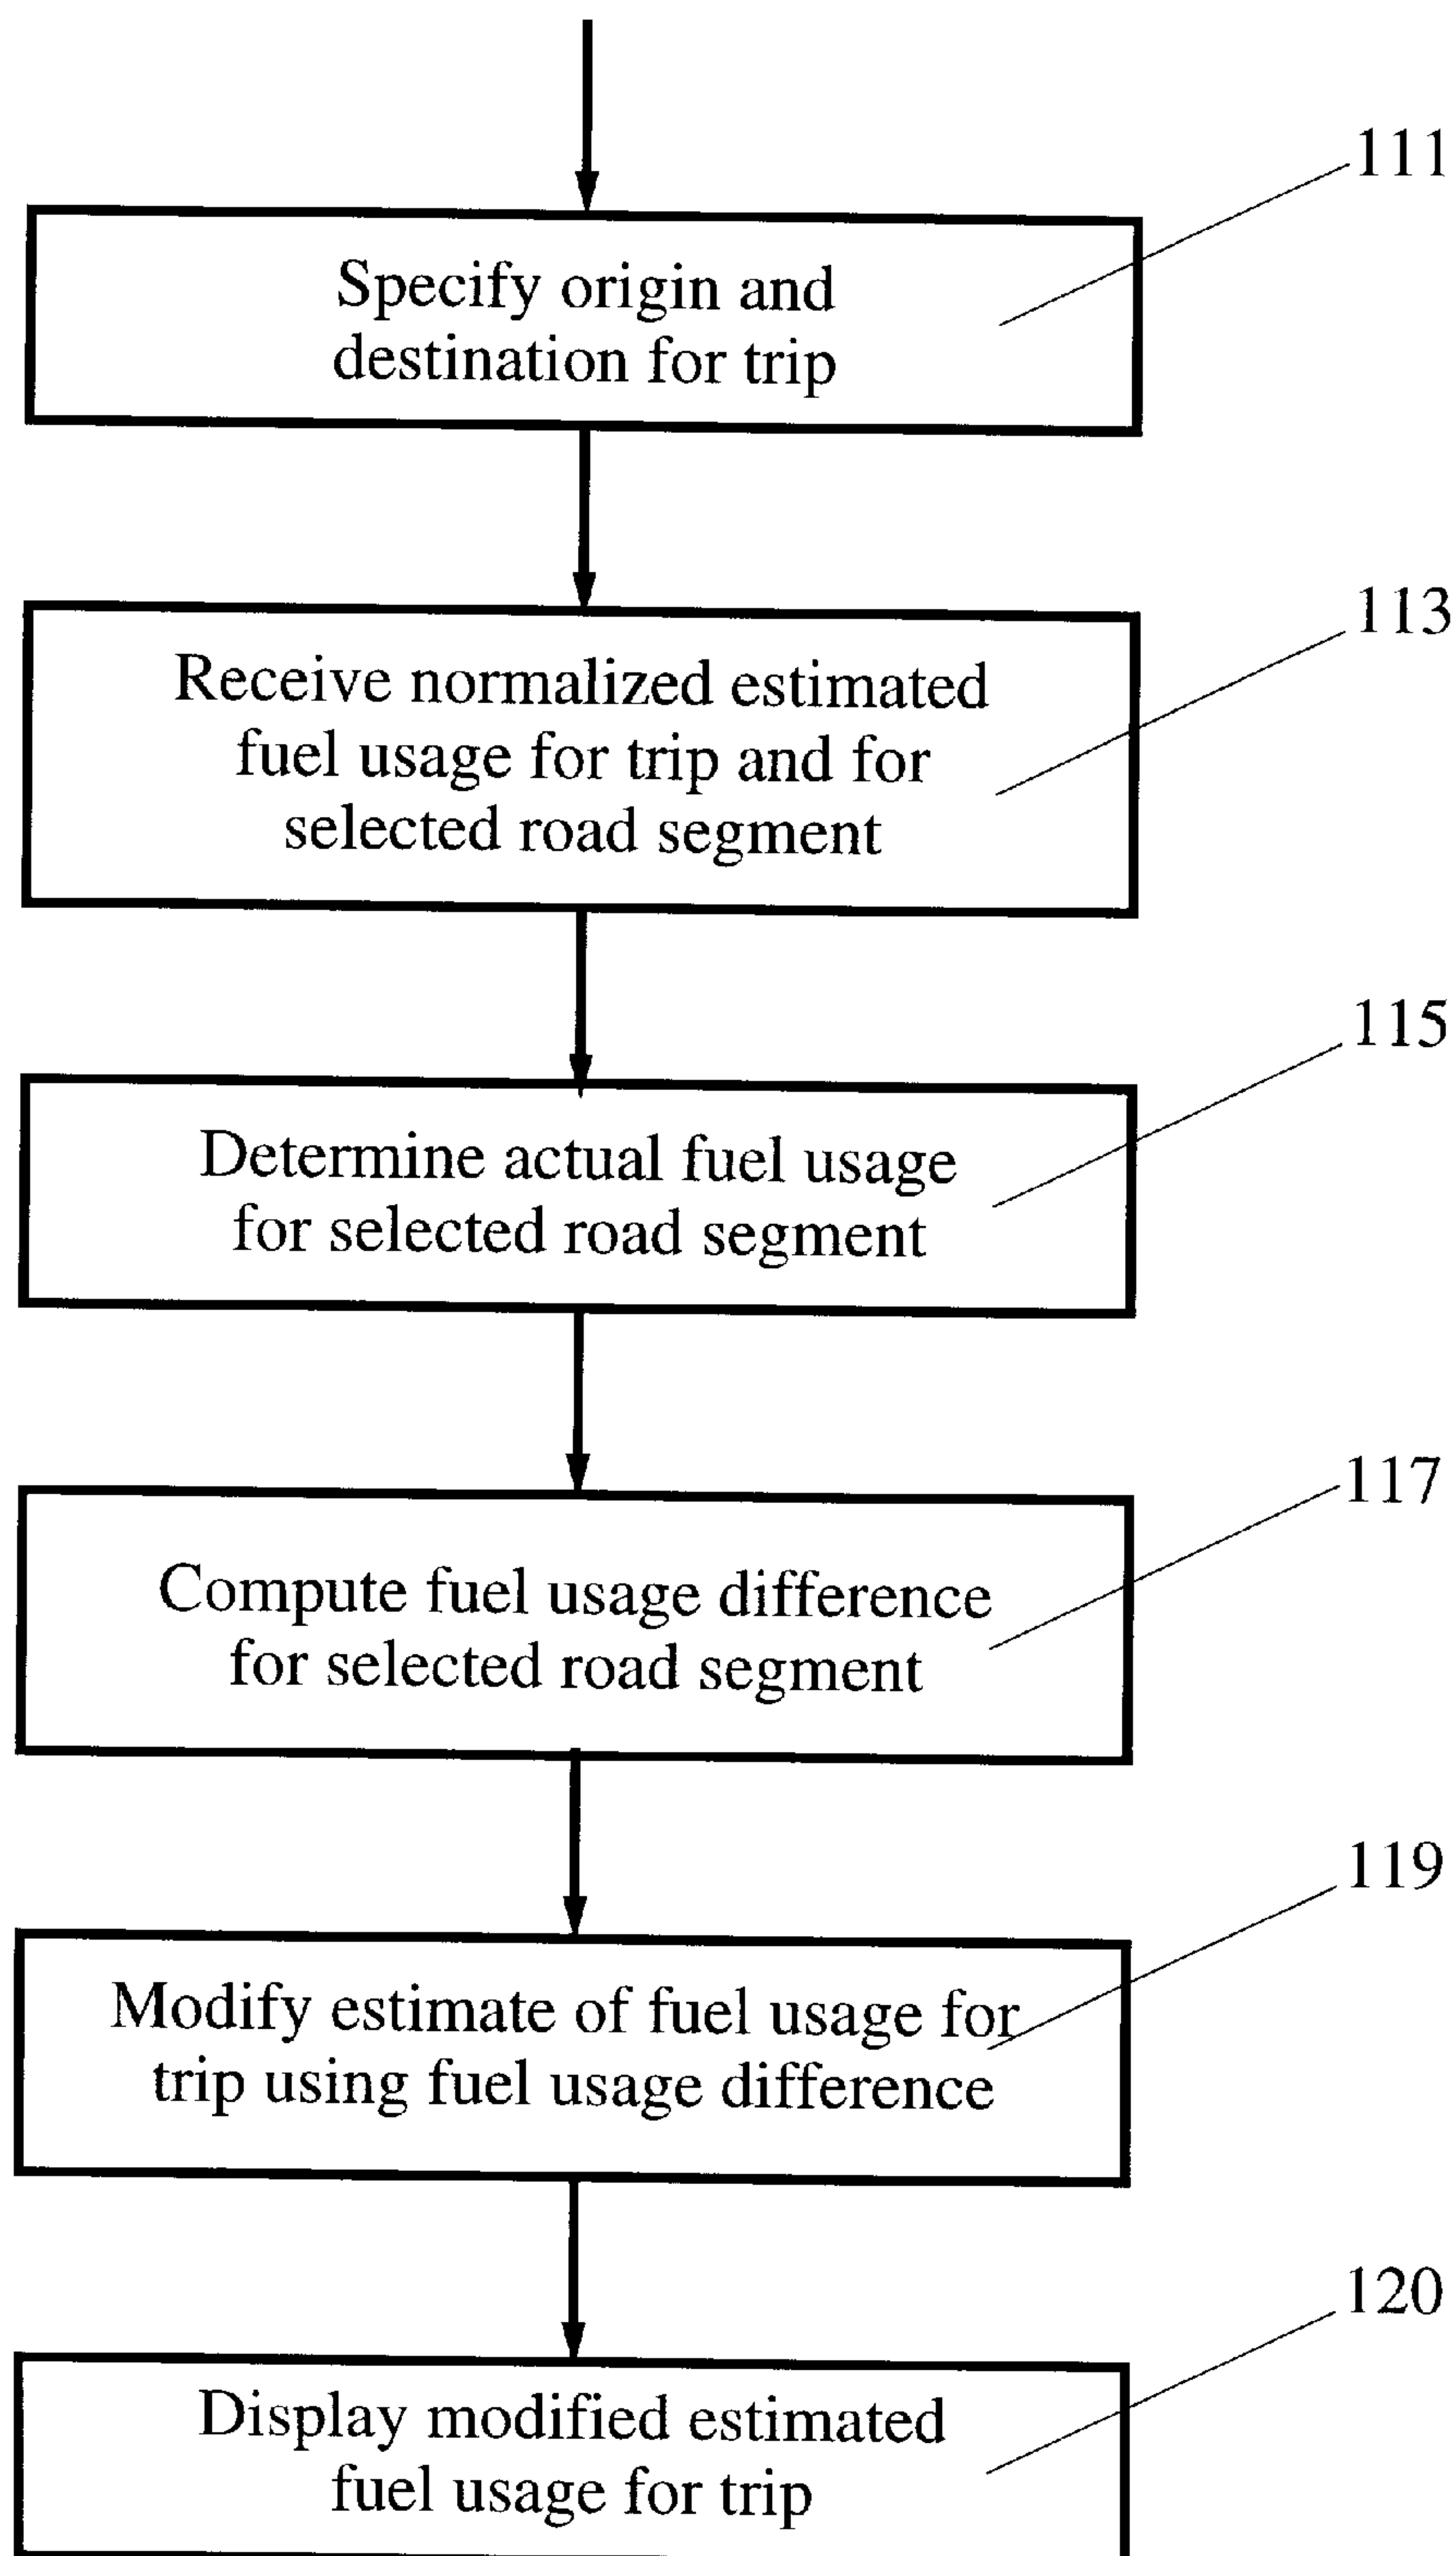 111
Specify origin and
destination for trip
113
Receive normalized estimated
fuel usage for trip and for
selected road segment
115
Determine actual fuel usage
for selected road segment
117
Compute fuel usage difference
for selected road segment
119
Modify estimate of fuel usage for
trip using fuel usage difference
120
Display modified estimated
fuel usage for trip